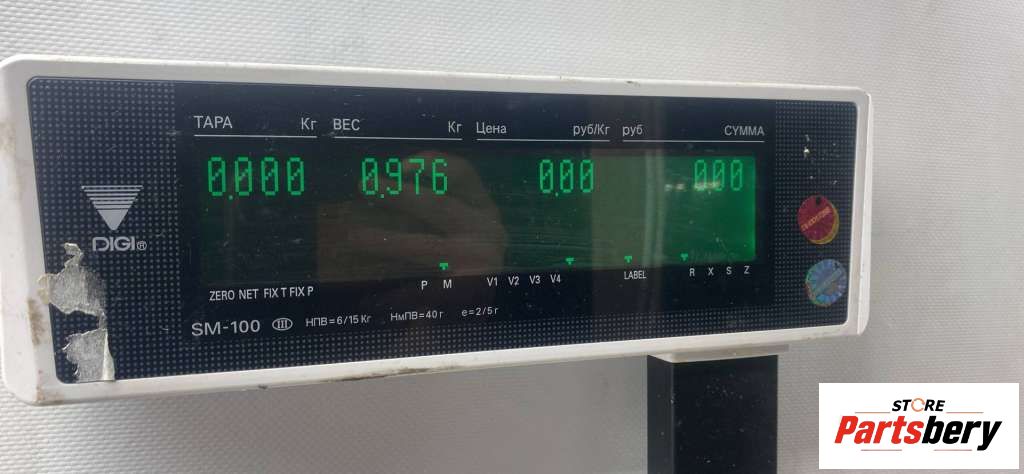 ТАРА Кг ВЕС Кг Цена руб/Кг руб СУММА
0.000 0.976 0.00 0.00
DIGI®
P M V1 V2 V3 V4 LABEL R X S Z
ZERO NET FIX T FIX P
SM-100 III НПВ=6/15 Кг НмПВ=40 г е=2/5 г
STORE
Partsbery